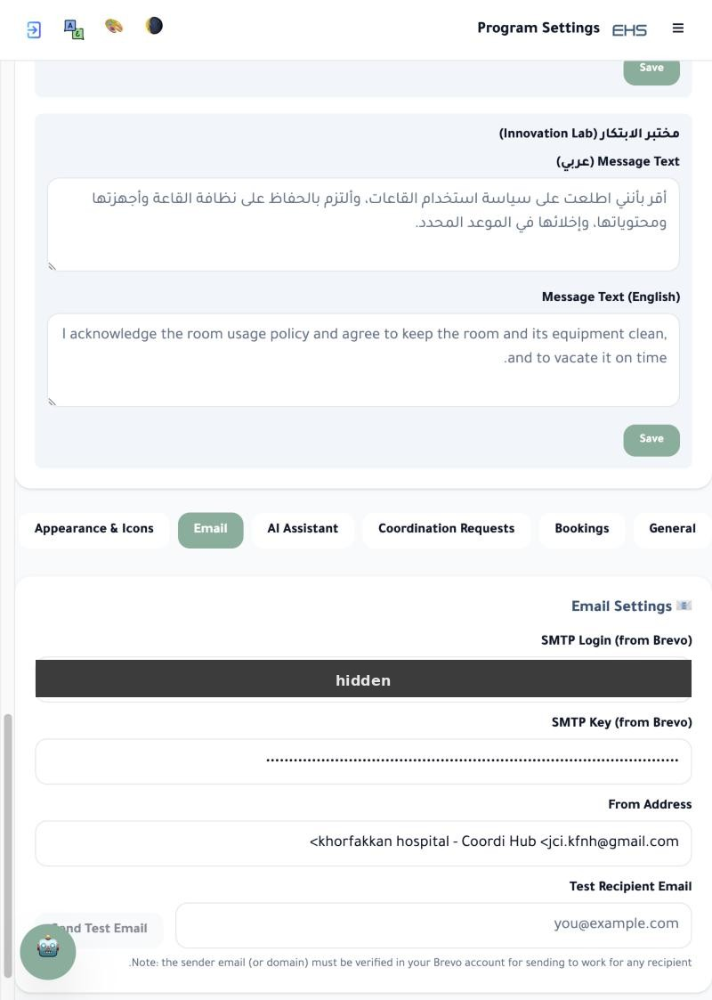 Program Settings EHS
Save
مختبر الابتكار (Innovation Lab)
Message Text (عربي)
أقر بأنني اطلعت على سياسة استخدام القاعات، وألتزم بالحفاظ على نظافة القاعة وأجهزتها
ومحتوياتها، وإخلائها في الموعد المحدد.
Message Text (English)
I acknowledge the room usage policy and agree to keep the room and its equipment clean,
.and to vacate it on time
Save
Appearance & Icons Email AI Assistant Coordination Requests Bookings General
Email Settings
SMTP Login (from Brevo)
hidden
SMTP Key (from Brevo)
From Address
<khorfakkan hospital - Coordi Hub <jci.kfnh@gmail.com
Test Recipient Email
you@example.com
Test Email
.Note: the sender email (or domain) must be verified in your Brevo account for sending to work for any recipient